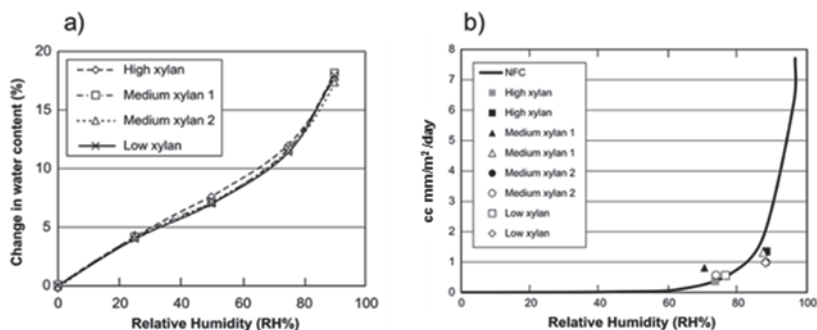 a)
Change in water content (%)
20
15
10
5
0
0 20 40 60 80 100
Relative Humidity (RH%)
High xylan
Medium xylan 1
Medium xylan 2
Low xylan
b)
cc mm/m² /day
8
7
6
5
4
3
2
1
0
0 20 40 60 80 100
Relative Humidity (RH%)
NFC
High xylan
High xylan
Medium xylan 1
Medium xylan 1
Medium xylan 2
Medium xylan 2
Low xylan
Low xylan